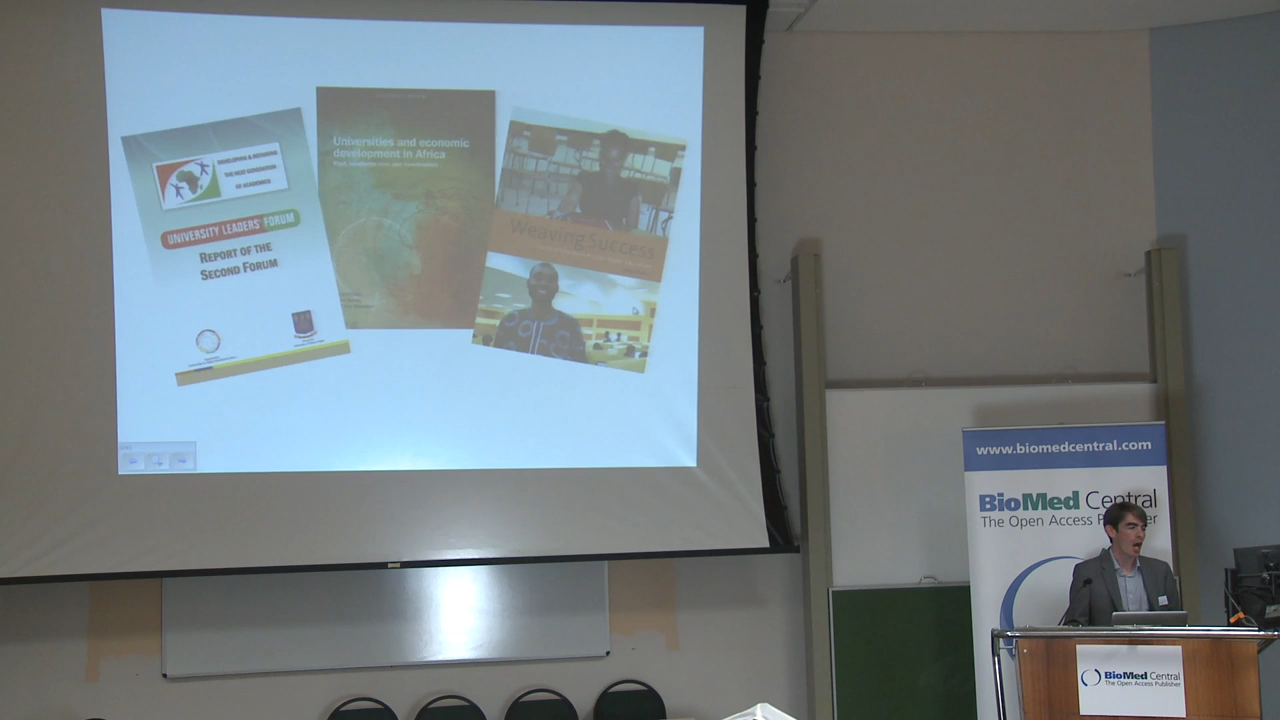 DEVELOPING & RETAINING
THE NEXT GENERATION
OF ACADEMICS
UNIVERSITY LEADERS' FORUM
REPORT OF THE
SECOND FORUM
Universities and economic
development in Africa
Weaving Success
www.biomedcentral.com
BioMed Central
The Open Access Publisher
BioMed Central
The Open Access Publisher